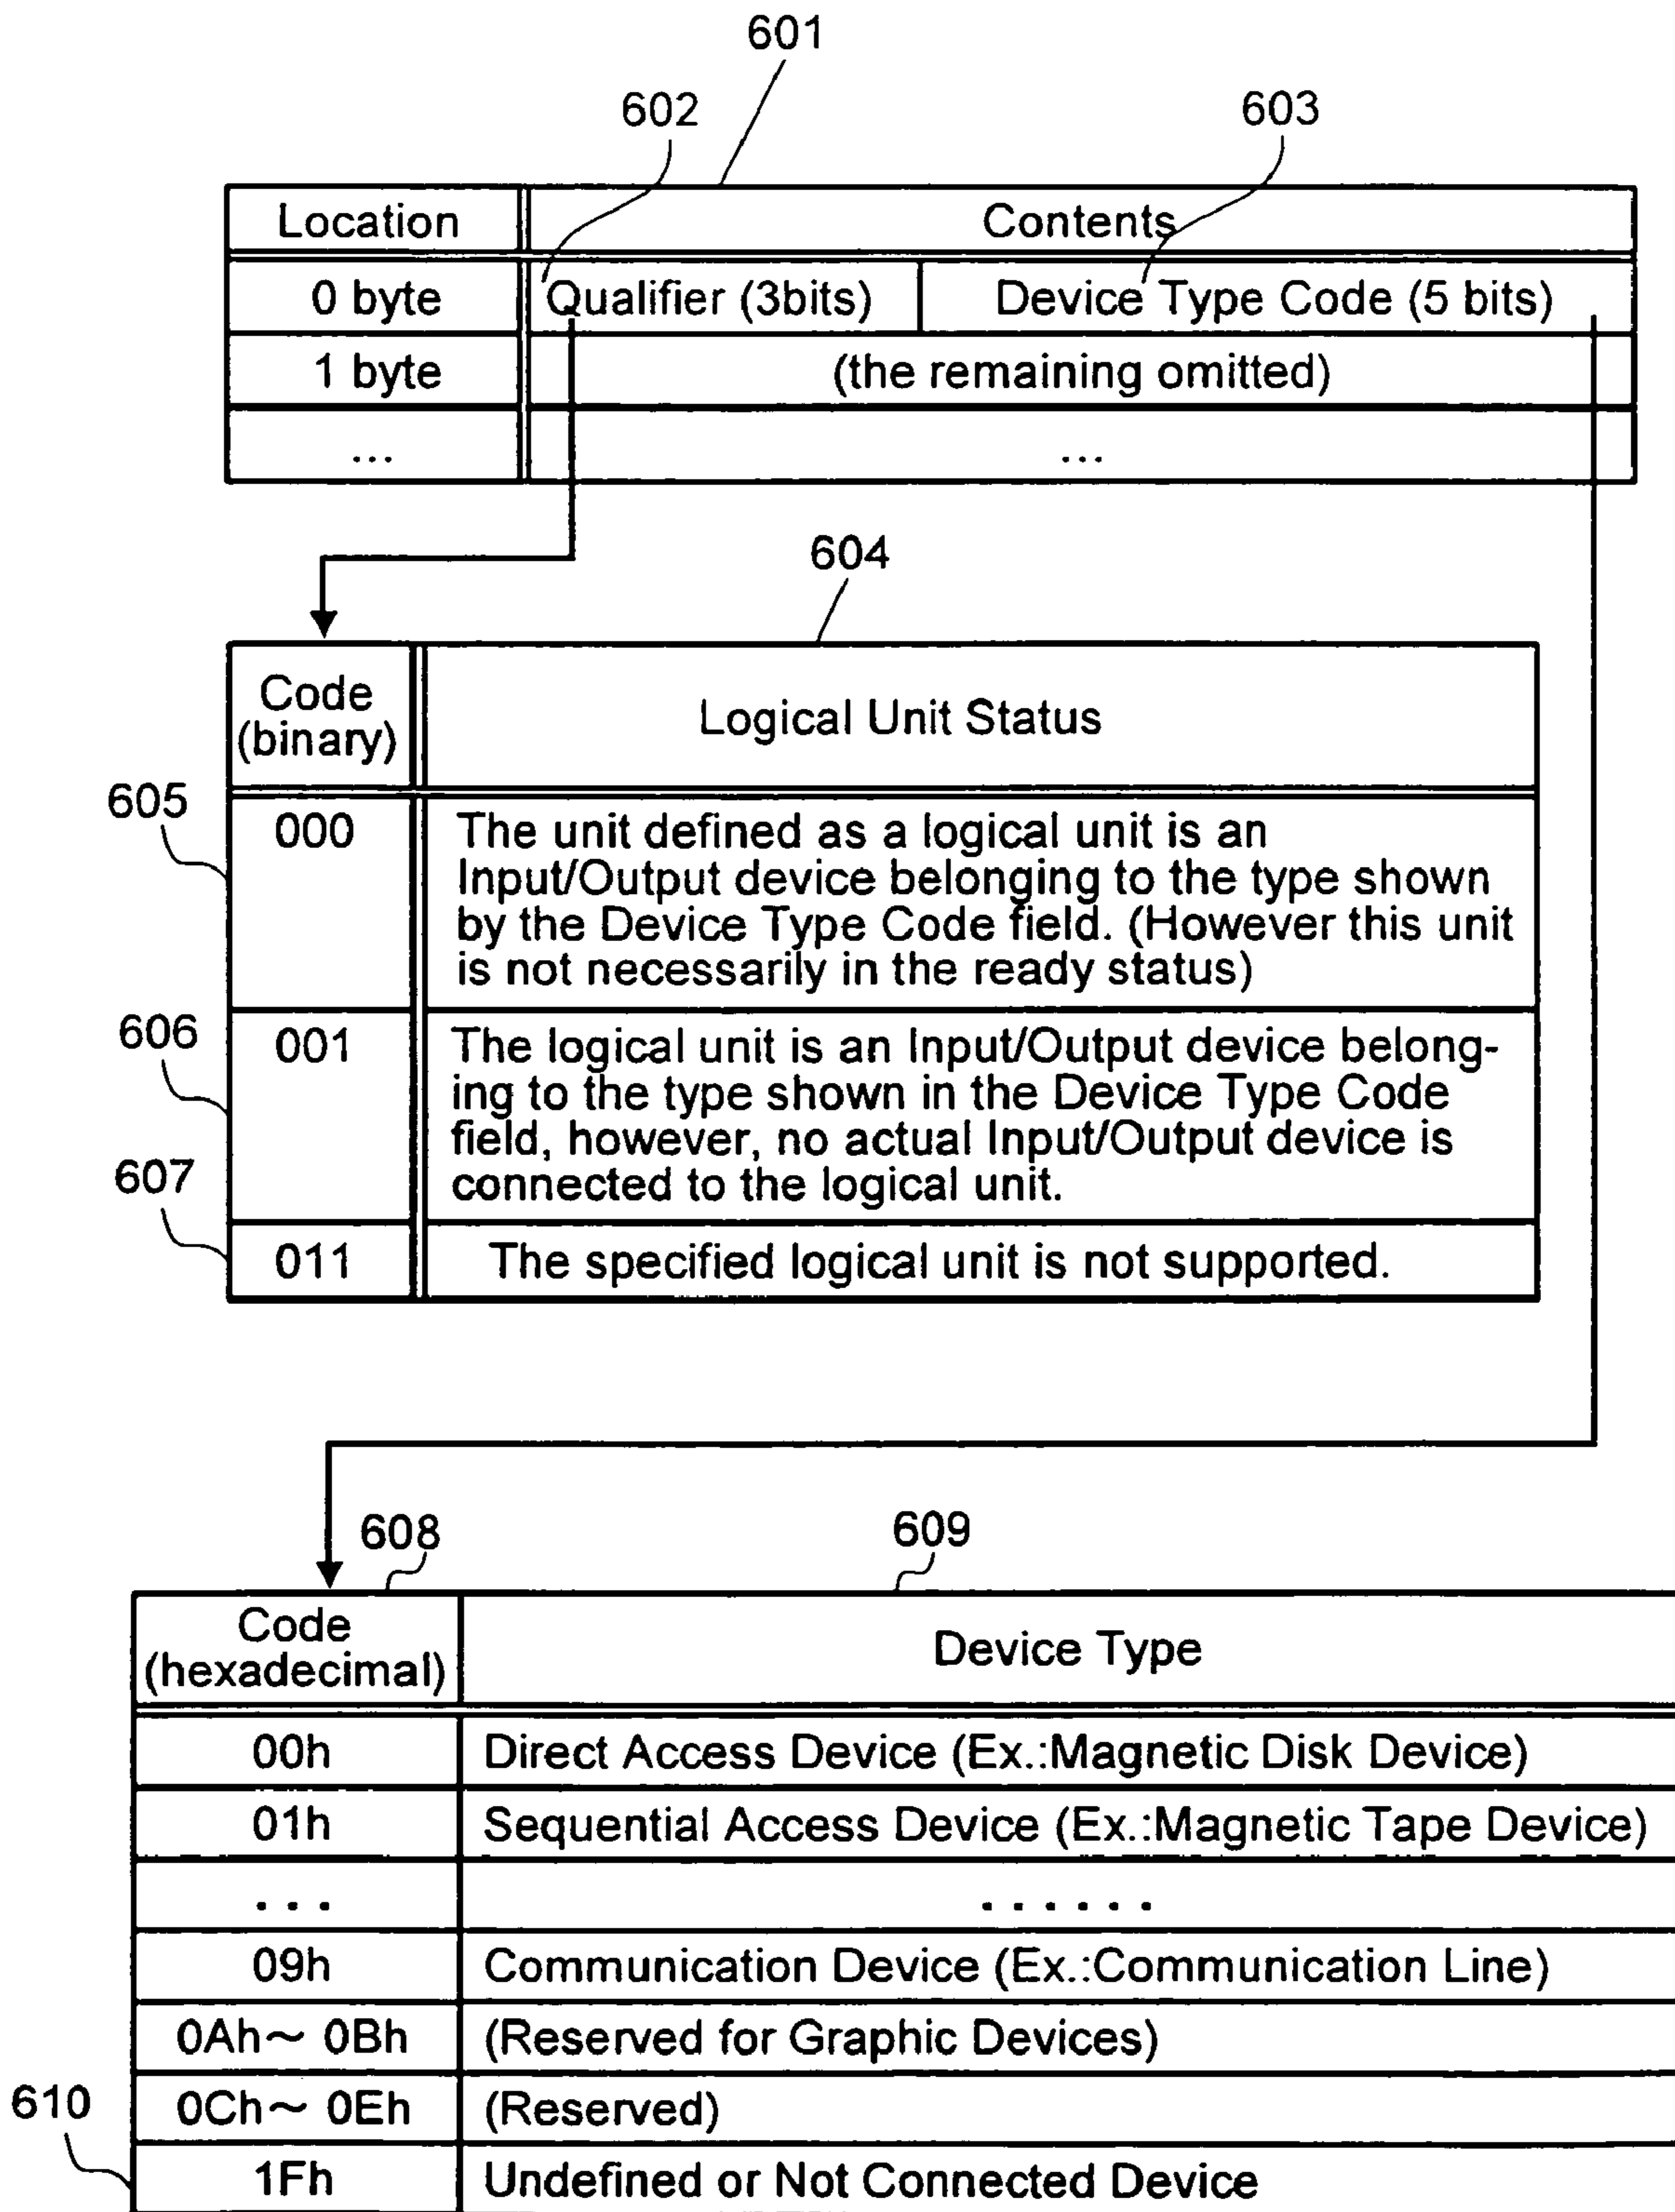 601
602
603
Location Contents
0 byte Qualifier (3bits) Device Type Code (5 bits)
1 byte (the remaining omitted)
... ...
604
Code
(binary)
Logical Unit Status
605
000 The unit defined as a logical unit is an
Input/Output device belonging to the type shown
by the Device Type Code field. (However this unit
is not necessarily in the ready status)
606
001 The logical unit is an Input/Output device belong-
ing to the type shown in the Device Type Code
field, however, no actual Input/Output device is
connected to the logical unit.
607
011 The specified logical unit is not supported.
608
609
Code
(hexadecimal)
Device Type
00h Direct Access Device (Ex.:Magnetic Disk Device)
01h Sequential Access Device (Ex.:Magnetic Tape Device)
... ......
09h Communication Device (Ex.:Communication Line)
0Ah~ 0Bh (Reserved for Graphic Devices)
610
0Ch~ 0Eh (Reserved)
1Fh Undefined or Not Connected Device